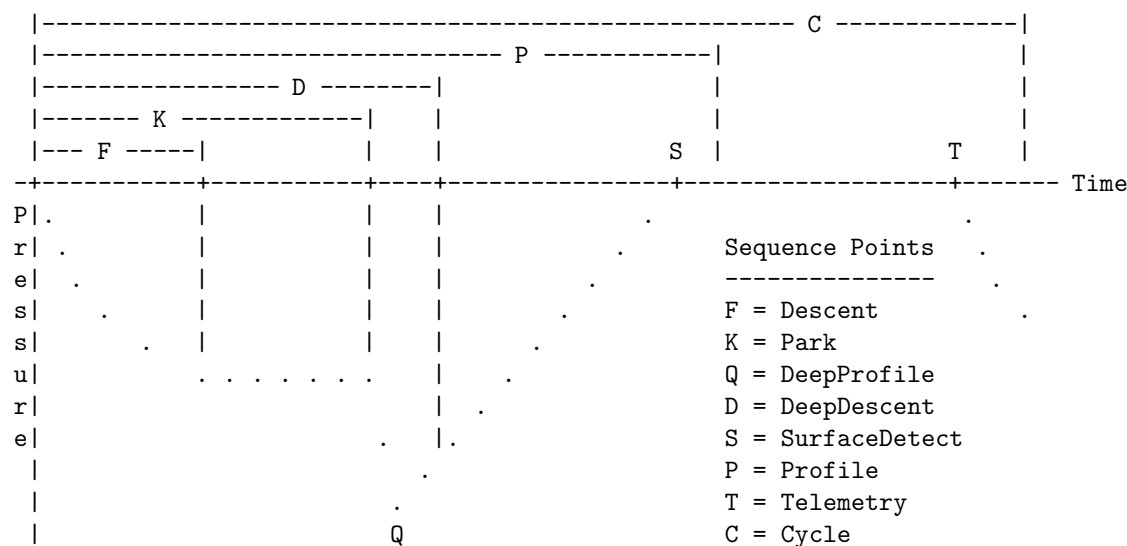 |----------------------------------------------------- C -------------|
|--------------------------------- P ------------| |
|----------------- D --------| | |
|------- K -------------| | | |
|--- F -----| | | S | T |
-+------------+------------+----+-----------------+-------------------+------- Time
P|. | | | . .
r| . | | | . Sequence Points .
e| . | | | . --------------- .
s| . | | | . F = Descent .
s| . | | | . K = Park
u| . . . . . . . | . Q = DeepProfile
r| | . D = DeepDescent
e| . |. S = SurfaceDetect
| . P = Profile
| . T = Telemetry
| Q C = Cycle